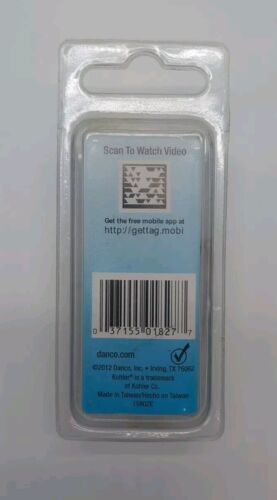 Scan To Watch Video
Get the free mobile app at
http://gettag.mobi
0 37155 01827 7
danco.com
©2012 Danco, Inc. • Irving, TX 75062
Kohler® is a trademark
of Kohler Co.
Made in Taiwan/Hecho en Taiwan